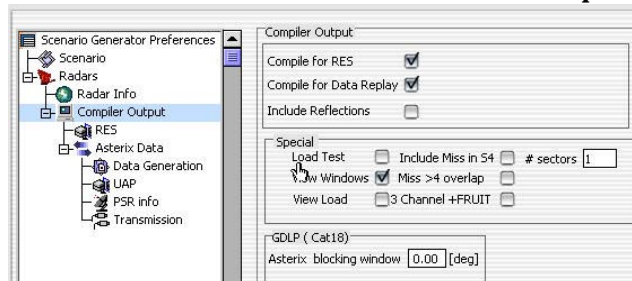 Scenario Generator Preferences
Scenario
Radars
Radar Info
Compiler Output
RES
Asterix Data
Data Generation
UAP
PSR info
Transmission
Compiler Output
Compile for RES
Compile for Data Replay
Include Reflections
Special
Load Test Include Miss in S4 # sectors 1
Windows Miss >4 overlap
View Load 3 Channel +FRUIT
GDLP ( Cat18)
Asterix blocking window 0.00 [deg]